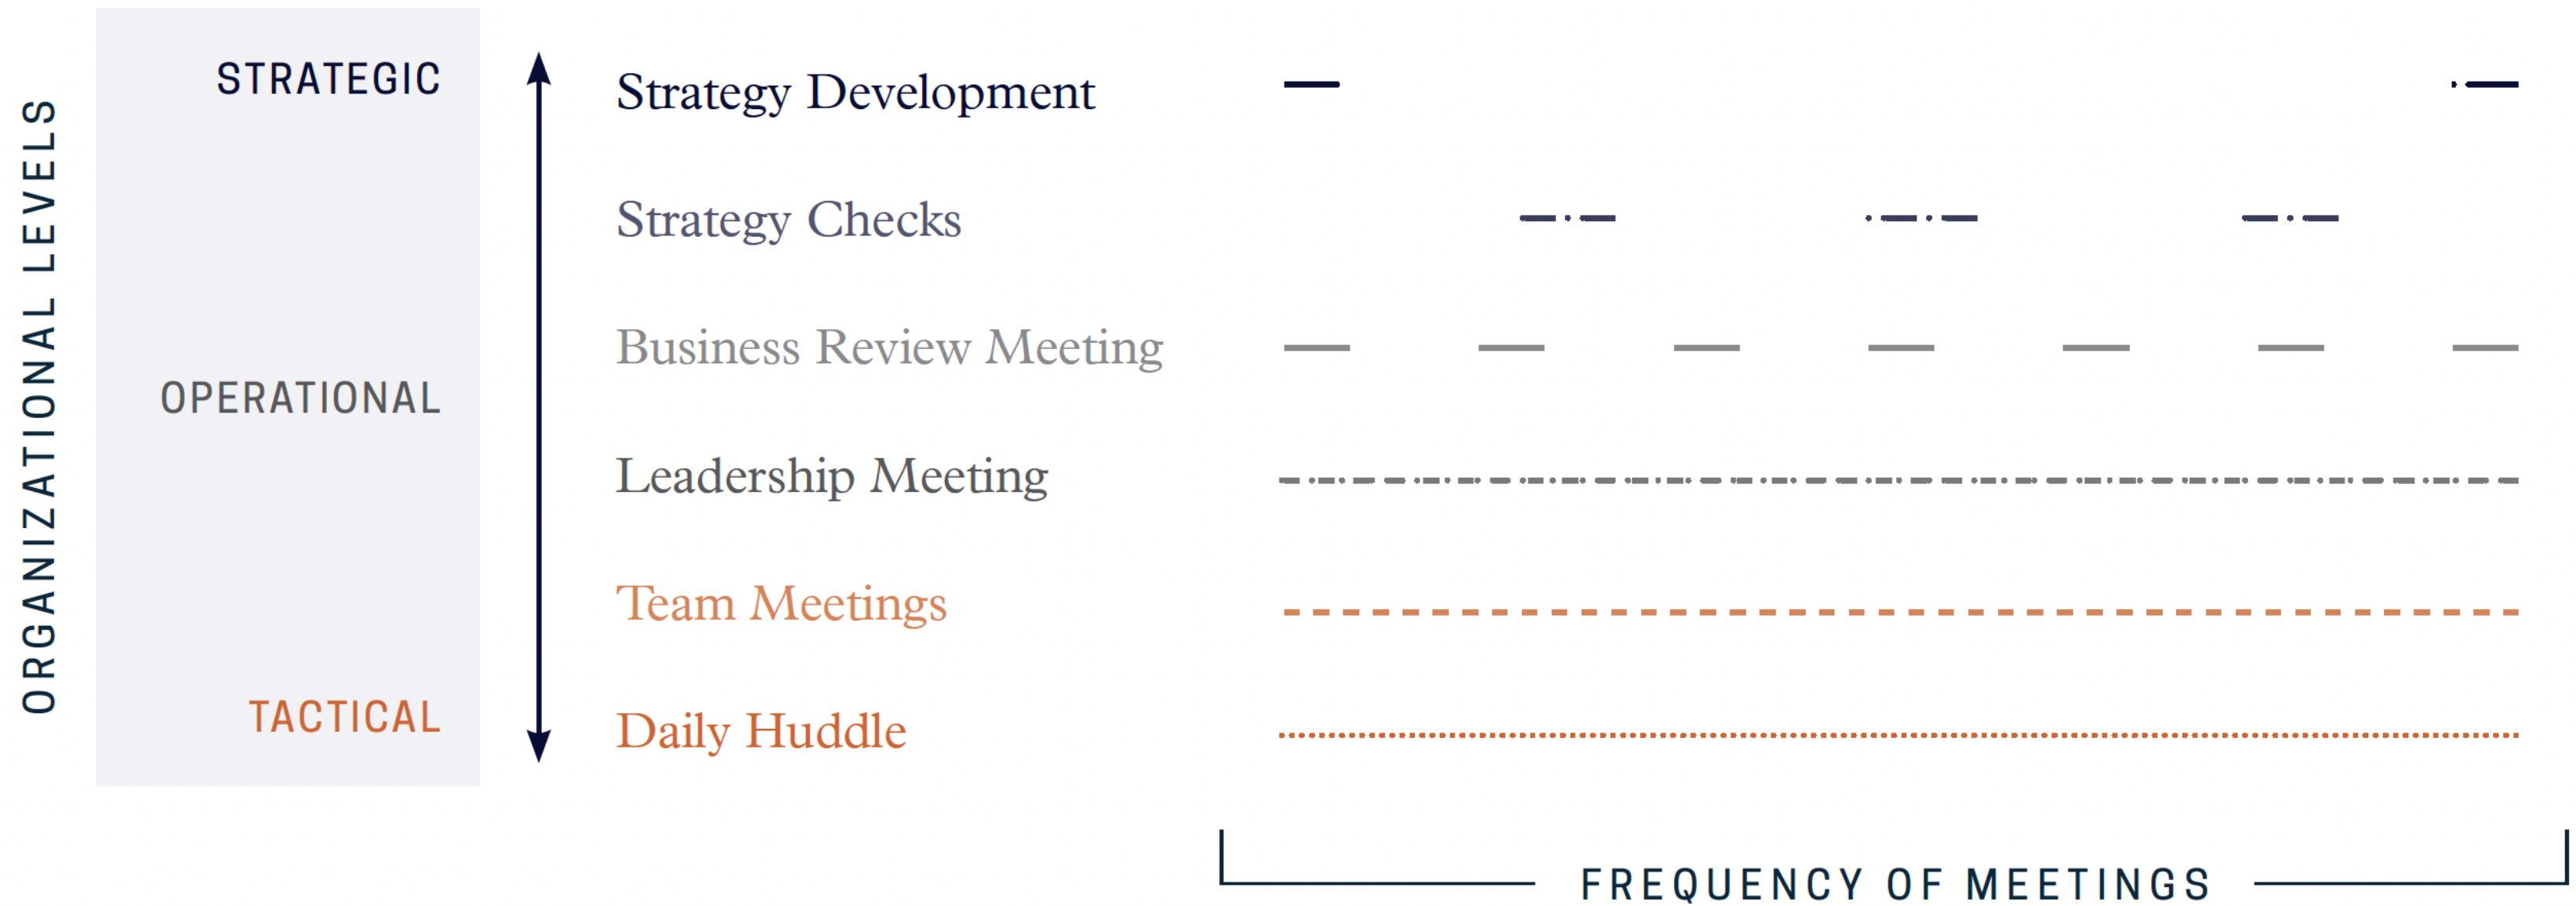 ORGANIZATIONAL LEVELS
STRATEGIC
OPERATIONAL
TACTICAL
Strategy Development
Strategy Checks
Business Review Meeting
Leadership Meeting
Team Meetings
Daily Huddle
FREQUENCY OF MEETINGS